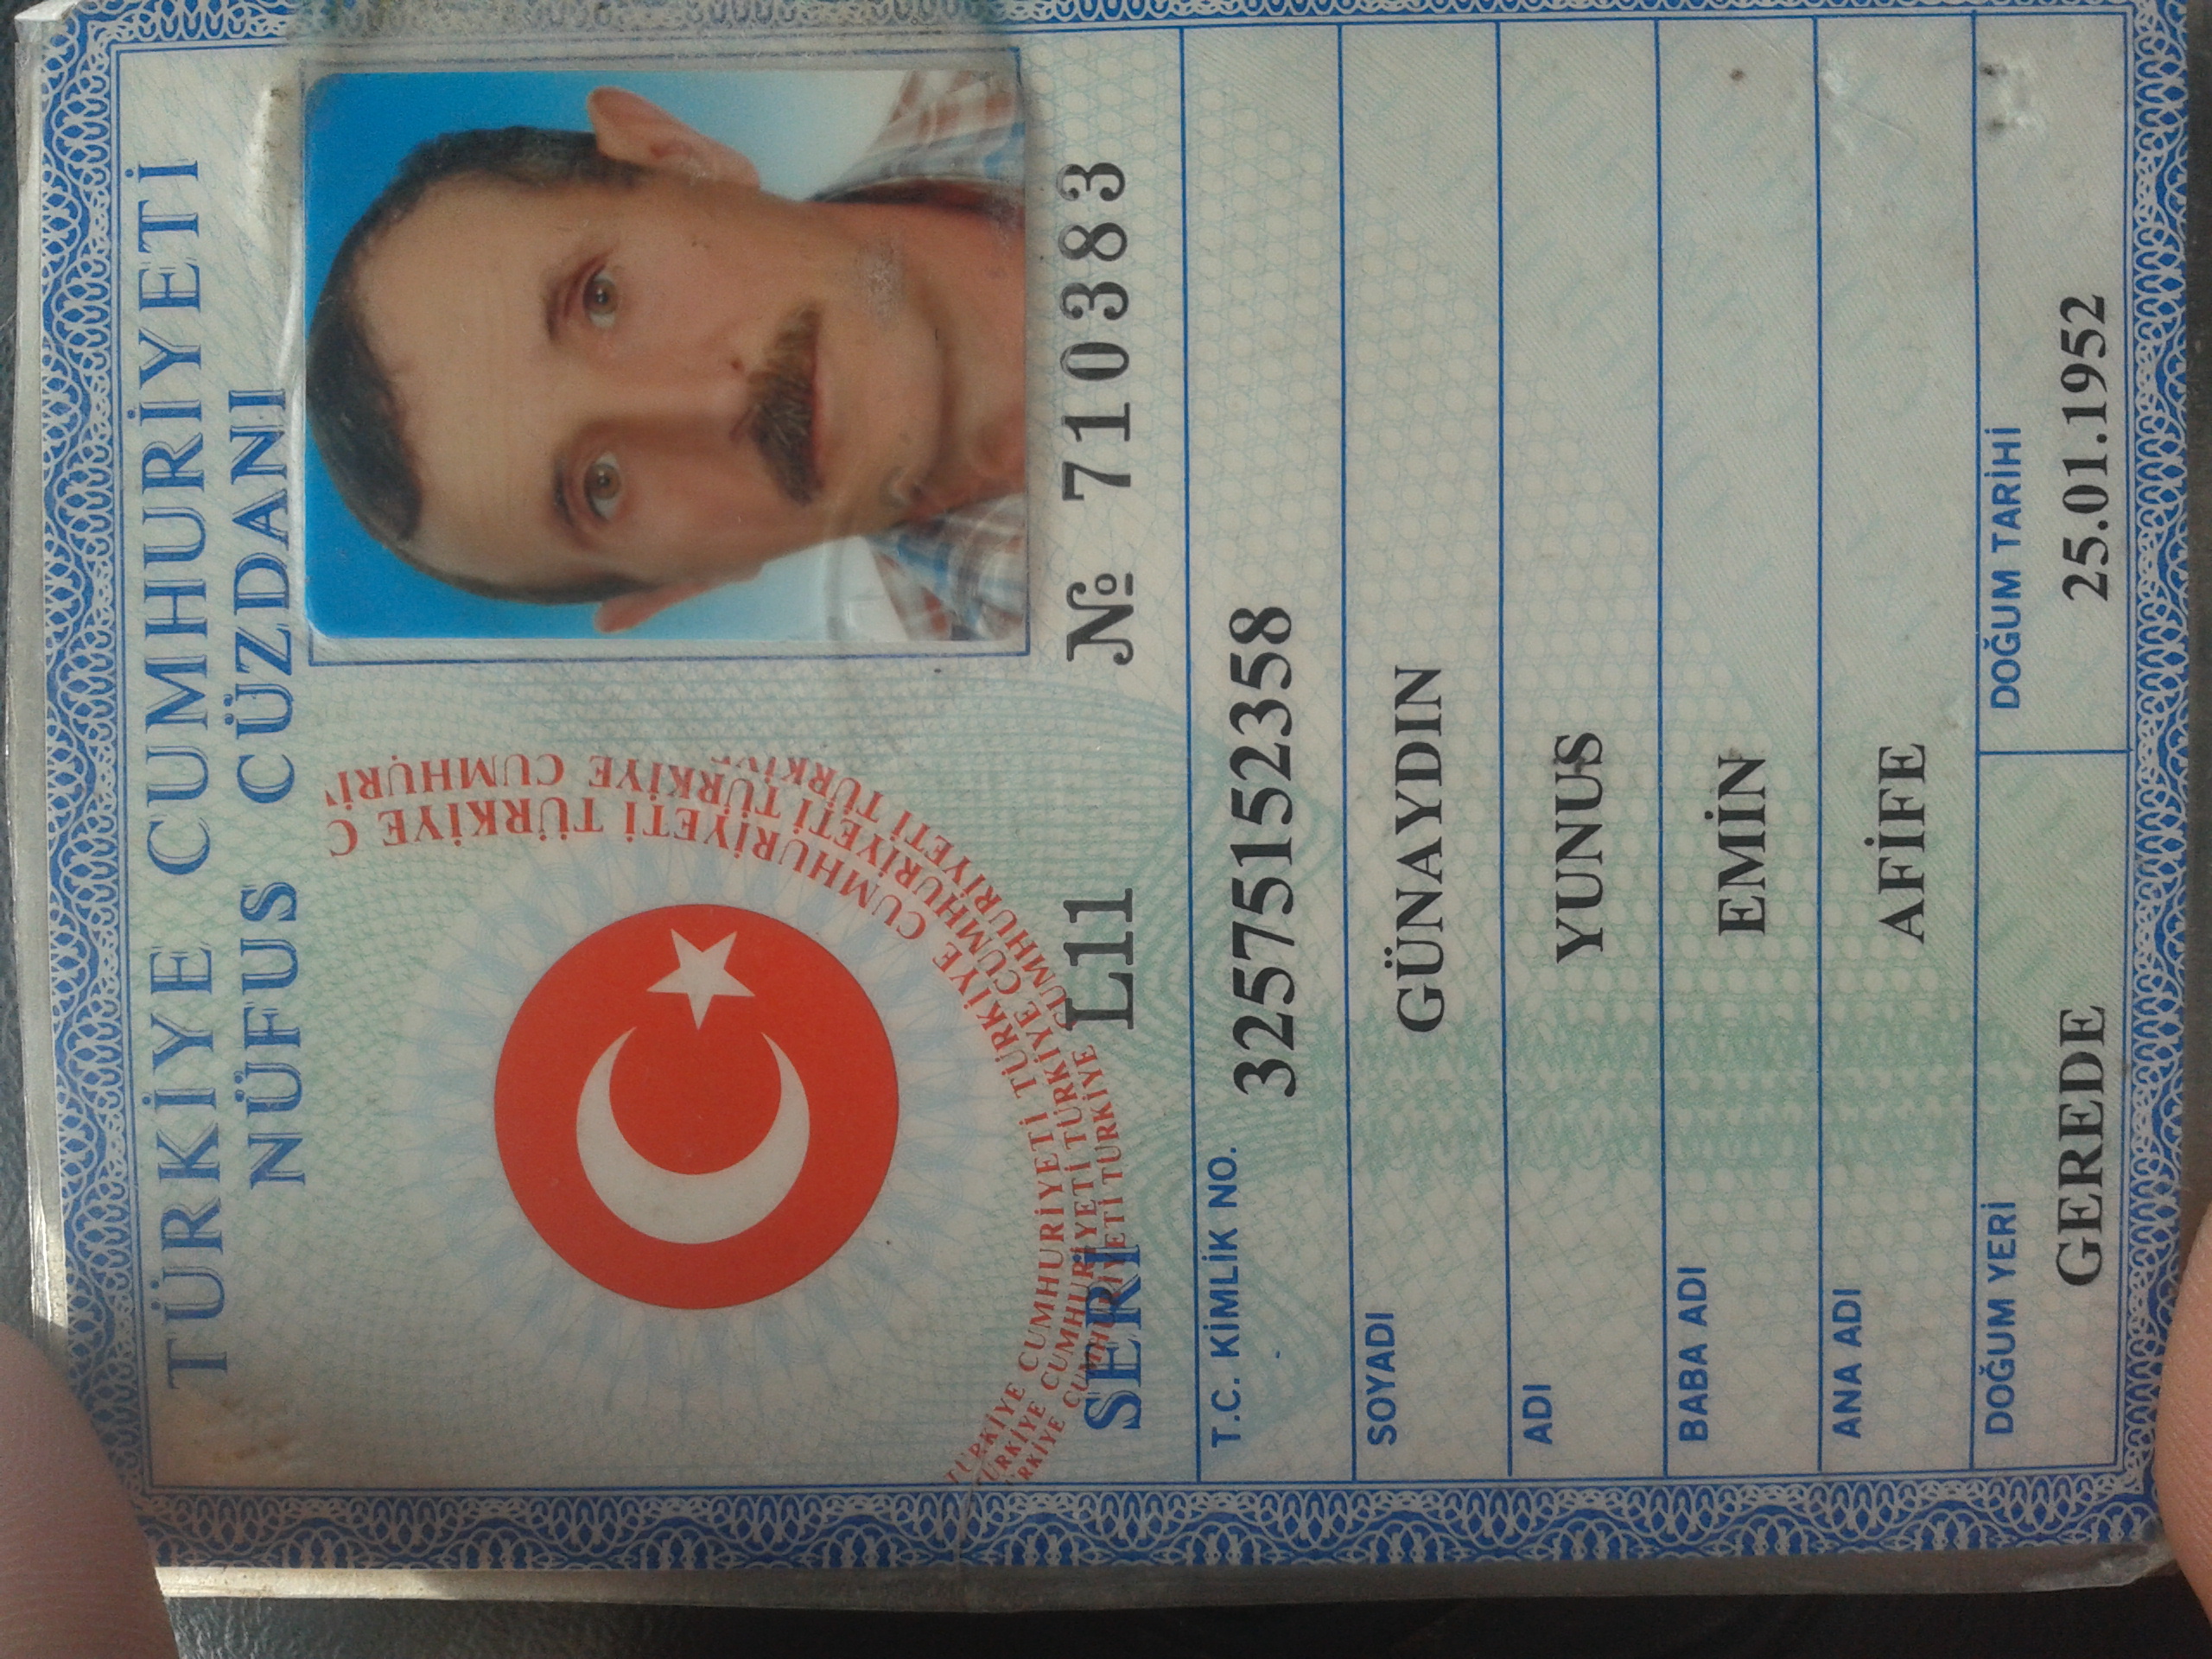 TÜRKİYE CUMHURİYETİ
NÜFUS CÜZDANI
TÜRKİYE CUMHURİYETİ TÜRKİYE CUMHURİYETİ TÜRKİYE C
TÜRKİYE CUMHURİYETİ TÜRKİYE CUMHURİYETİ TÜRKİYE CUMHURİ
TÜRKİYE CUMHURİYETİ TÜRKİYE CUMHURİYETİ TÜRKİYE
SERİ L11 № 710383
T.C. KİMLİK NO. 32575152358
SOYADI
GÜNAYDIN
ADI
YUNUS
BABA ADI
EMİN
ANA ADI
AFİFE
DOĞUM YERİ DOĞUM TARİHİ
GEREDE 25.01.1952